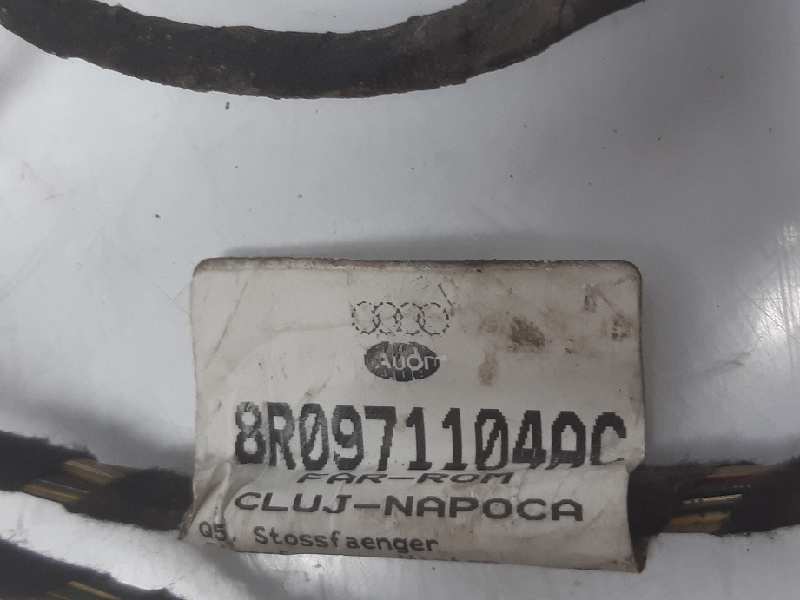 Audi
8R0971104AC
FAR-ROM
CLUJ-NAPOCA
Q5, Stossfaenger